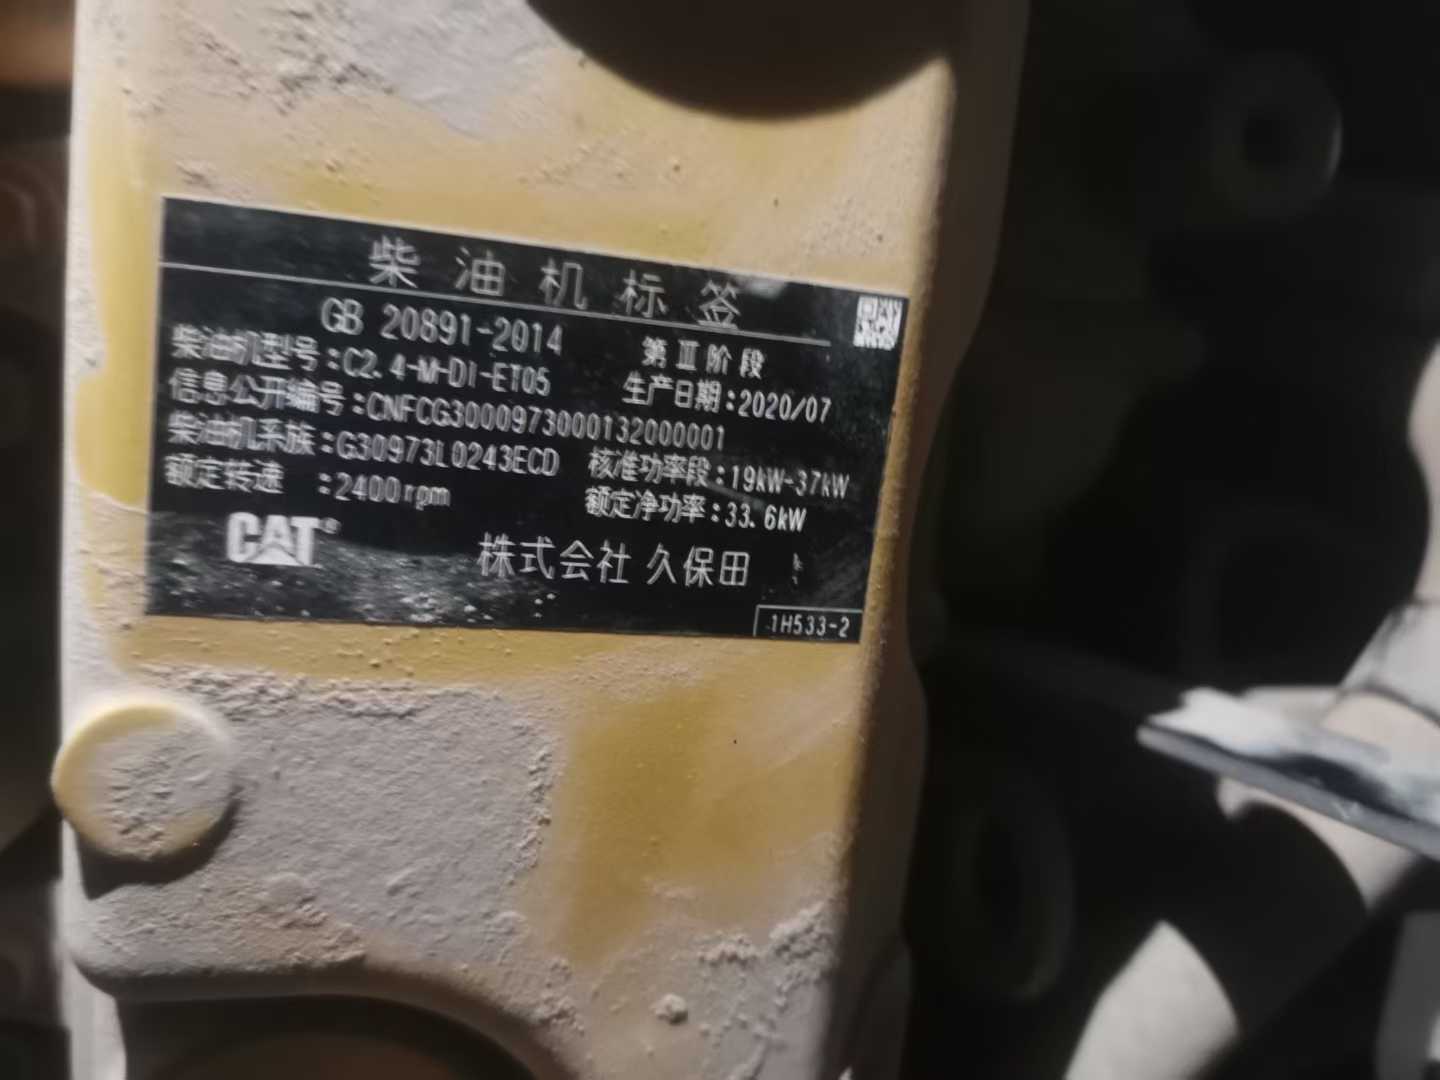 柴油机标签
GB 20891-2014 第Ⅲ阶段
柴油机型号:C2.4-M-DI-ET05 生产日期:2020/07
信息公开编号:CNFCG3000973000132000001
柴油机系族:G30973L0243ECD 核准功率段:19kW-37kW
额定转速 :2400rpm 额定净功率:33.6kW
CAT® 株式会社 久保田
1H533-2